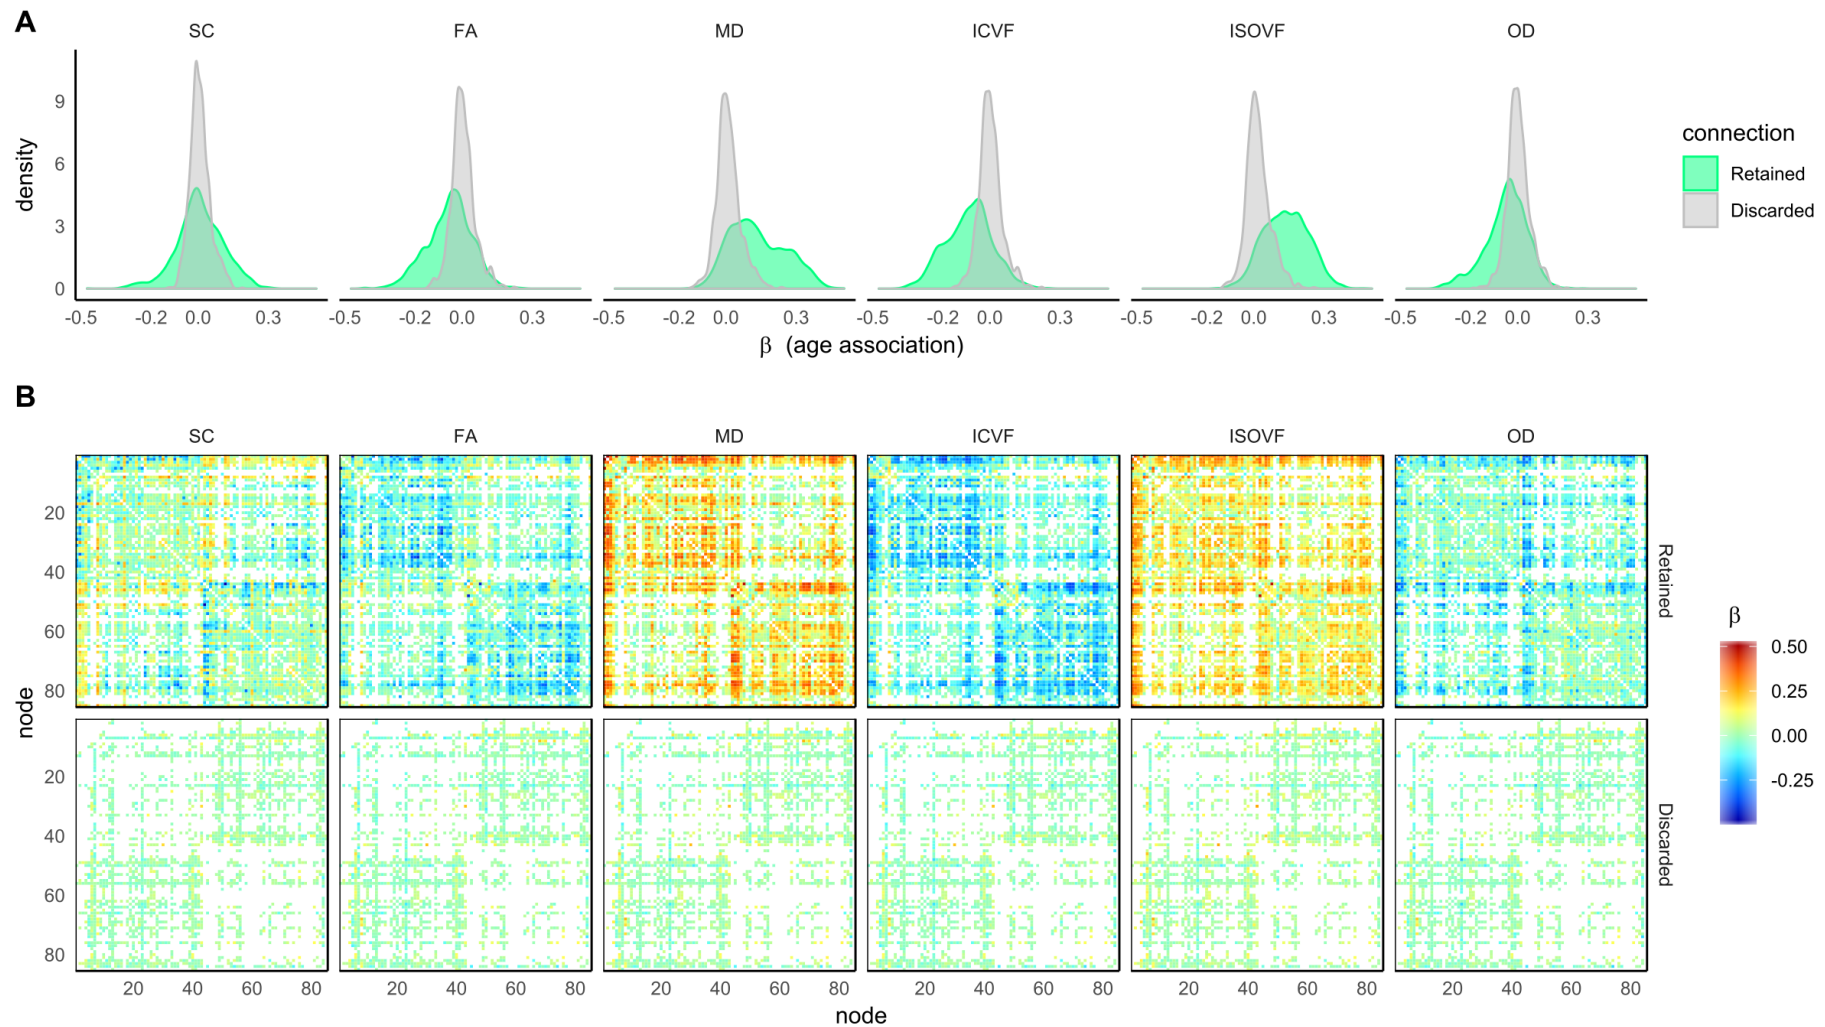 A
SC FA MD ICVF ISOVF OD
density
9
6
3
0
-0.5 -0.2 0.0 0.3 -0.5 -0.2 0.0 0.3 -0.5 -0.2 0.0 0.3 -0.5 -0.2 0.0 0.3 -0.5 -0.2 0.0 0.3 -0.5 -0.2 0.0 0.3
β (age association)
connection
Retained
Discarded
B
SC FA MD ICVF ISOVF OD
node
20
40
60
80
Retained
20
40
60
80
Discarded
20 40 60 80 20 40 60 80 20 40 60 80 20 40 60 80 20 40 60 80 20 40 60 80
node
β
0.50
0.25
0.00
-0.25